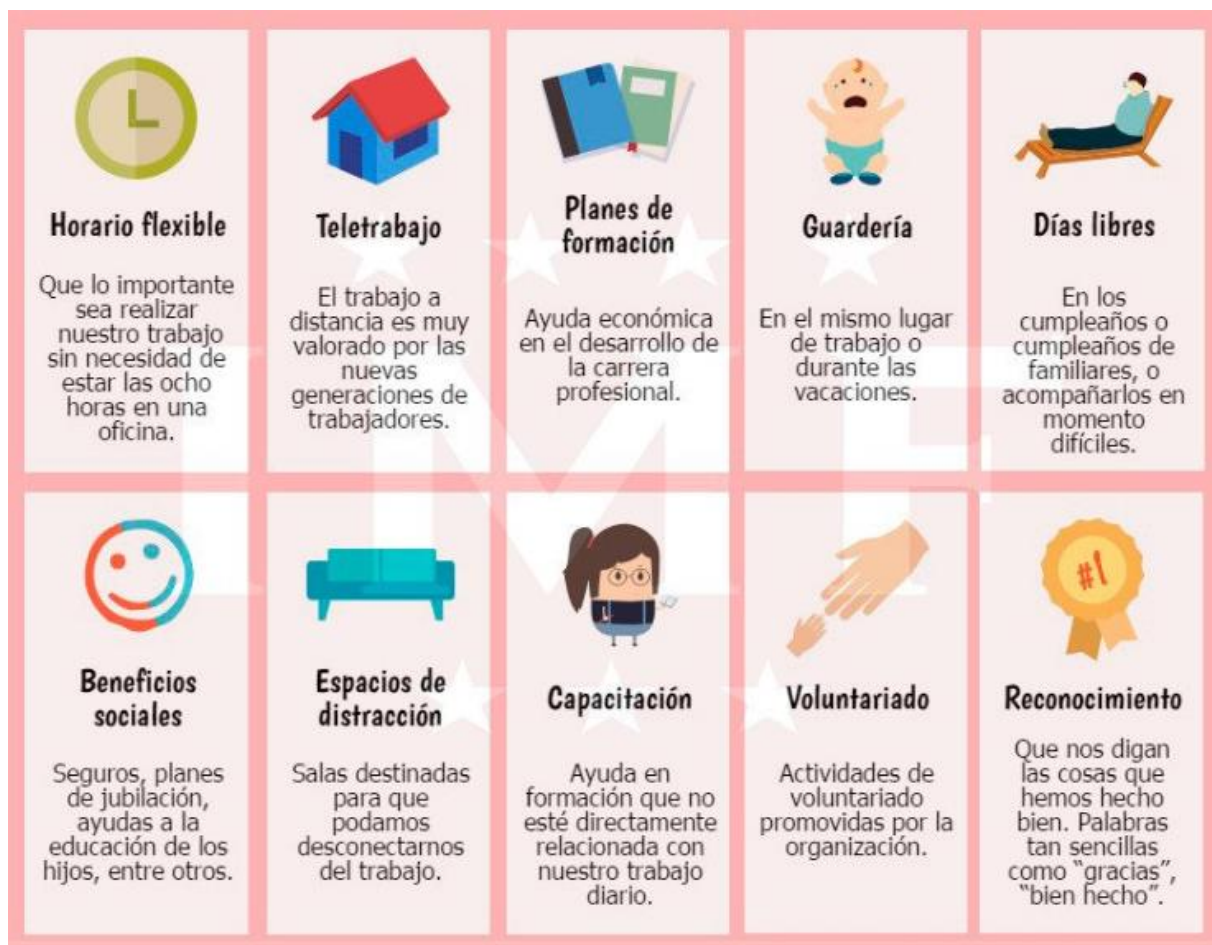 Horario flexible
Que lo importante
sea realizar
nuestro trabajo
sin necesidad de
estar las ocho
horas en una
oficina.
Teletrabajo
El trabajo a
distancia es muy
valorado por las
nuevas
generaciones de
trabajadores.
Planes de
formación
Ayuda económica
en el desarrollo de
la carrera
profesional.
Guardería
En el mismo lugar
de trabajo o
durante las
vacaciones.
Días libres
En los
cumpleaños o
cumpleaños de
familiares, o
acompañarlos en
momento
difíciles.
Beneficios
sociales
Seguros, planes
de jubilación,
ayudas a la
educación de los
hijos, entre otros.
Espacios de
distracción
Salas destinadas
para que
podamos
desconectarnos
del trabajo.
Capacitación
Ayuda en
formación que no
esté directamente
relacionada con
nuestro trabajo
diario.
Voluntariado
Actividades de
voluntariado
promovidas por la
organización.
#1
Reconocimiento
Que nos digan
las cosas que
hemos hecho
bien. Palabras
tan sencillas
como “gracias”,
“bien hecho”.
IMF